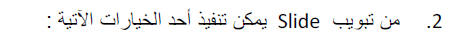 2. من تبويب Slide يمكن تنفيذ أحد الخيارات الآتية :